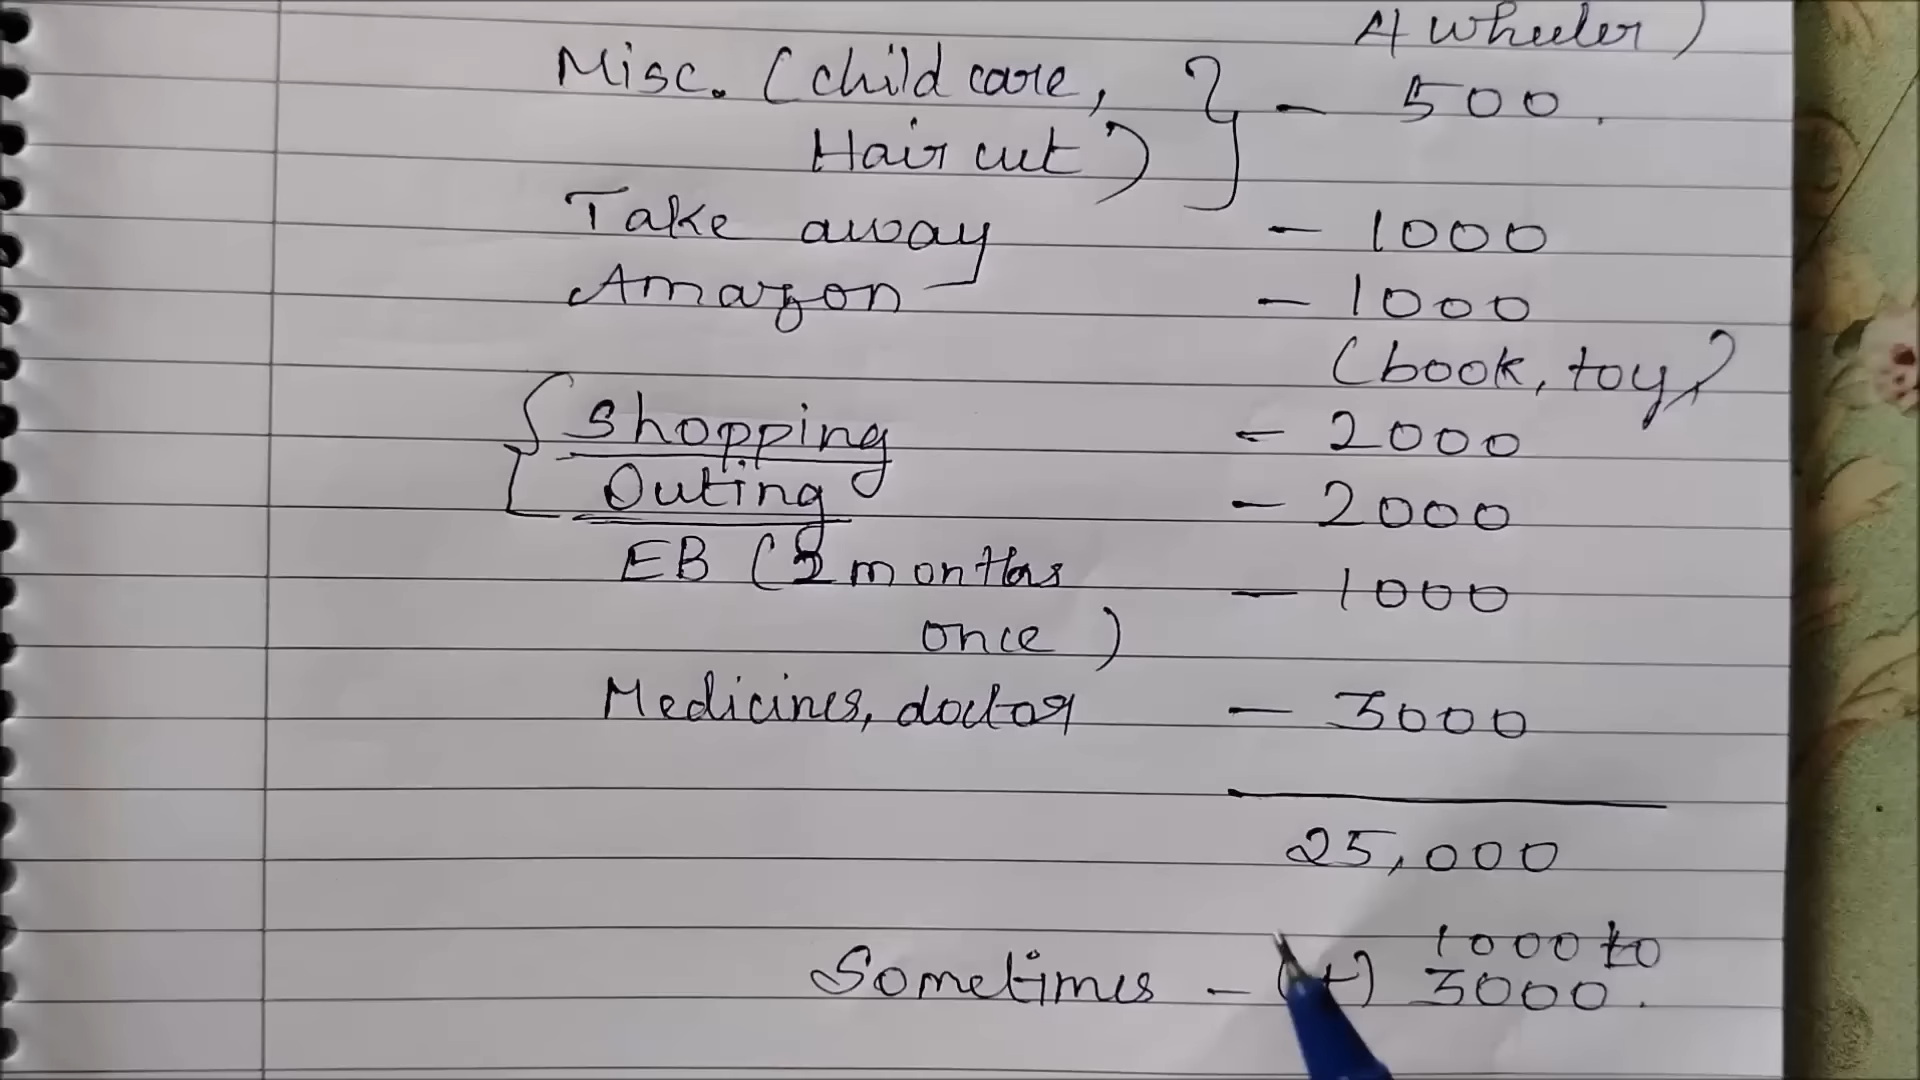 4 wheeler)
Misc. (child care, } - 500.
Hair cut)
Take away - 1000
Amazon - 1000
(book, toy)
Shopping - 2000
Outing - 2000
EB (2 months - 1000
once)
Medicines, doctor - 3000
25,000
1000 to
Sometimes - (+) 3000.